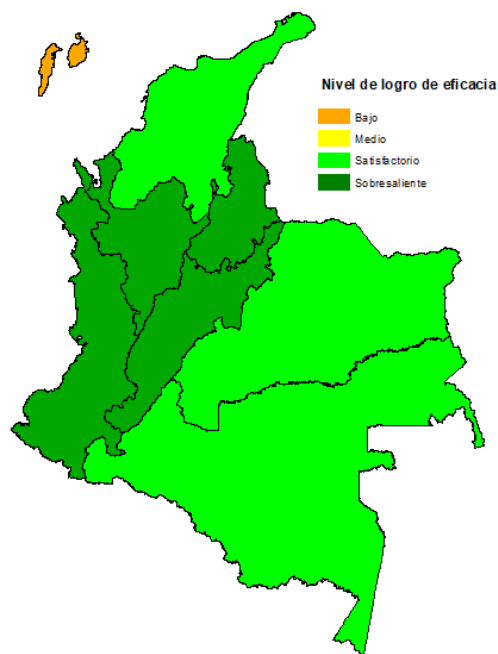 Nivel de logro de eficacia
Bajo
Medio
Satisfactorio
Sobresaliente